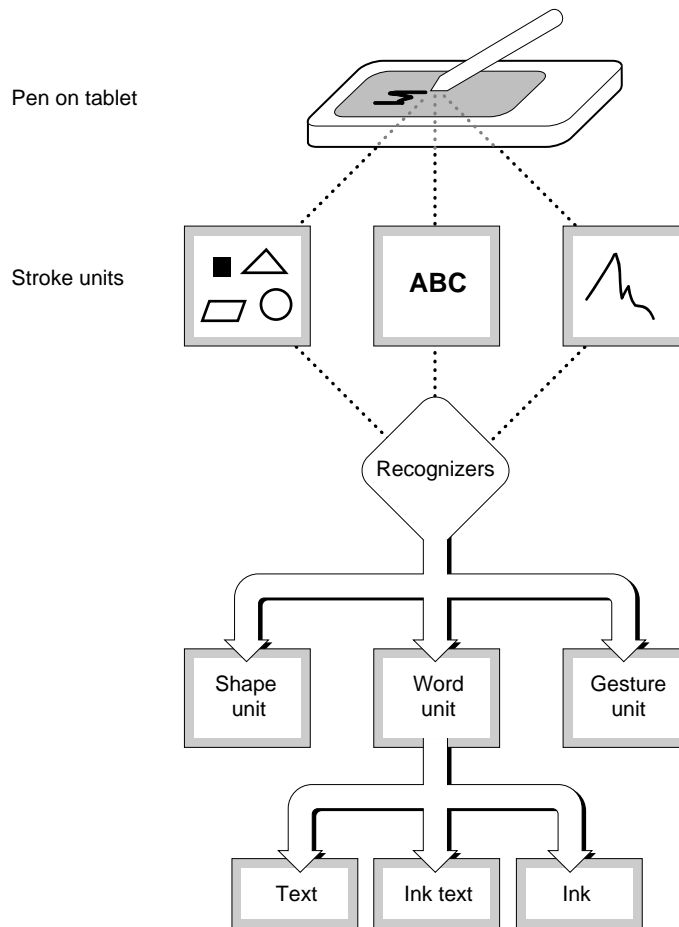 Pen on tablet
Stroke units
ABC
Recognizers
Shape
unit
Word
unit
Gesture
unit
Text
Ink text
Ink